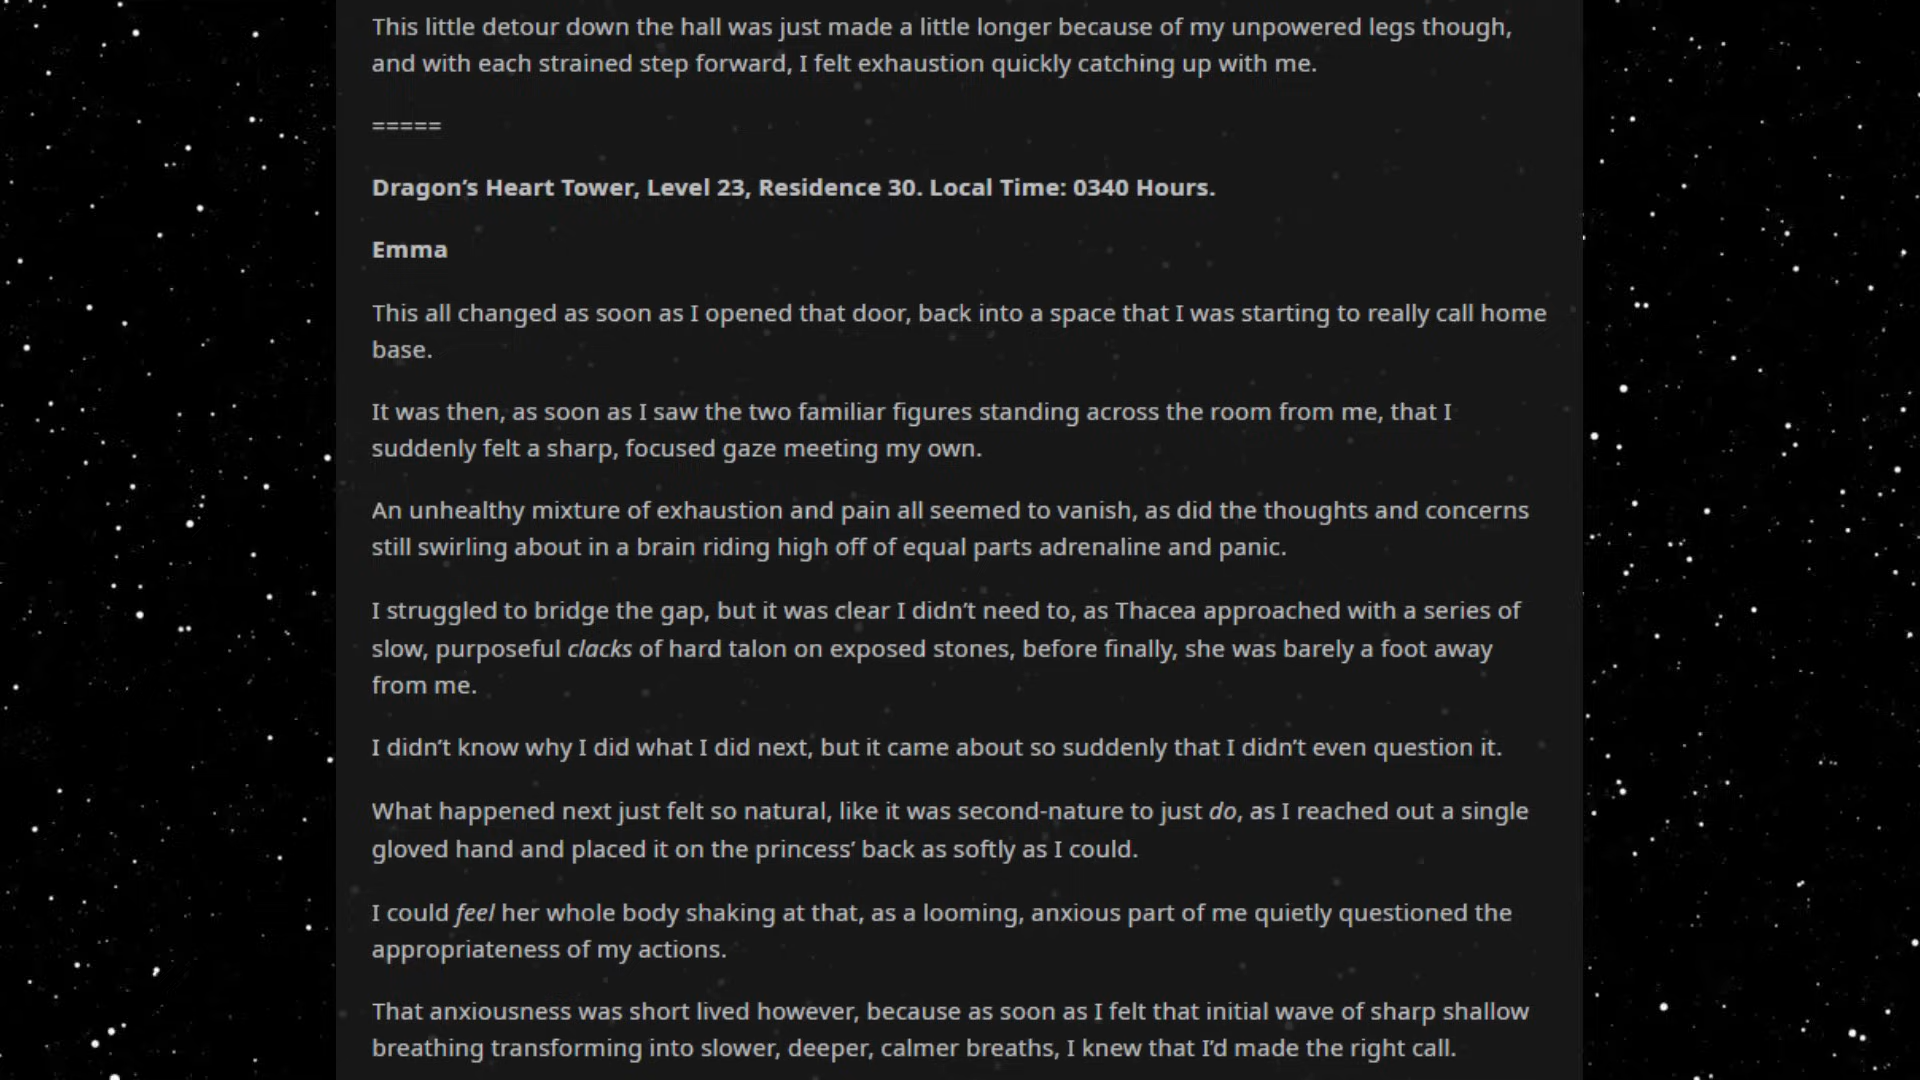 This little detour down the hall was just made a little longer because of my unpowered legs though,
and with each strained step forward, I felt exhaustion quickly catching up with me.
=====
Dragon’s Heart Tower, Level 23, Residence 30. Local Time: 0340 Hours.
Emma
This all changed as soon as I opened that door, back into a space that I was starting to really call home
base.
It was then, as soon as I saw the two familiar figures standing across the room from me, that I
suddenly felt a sharp, focused gaze meeting my own.
An unhealthy mixture of exhaustion and pain all seemed to vanish, as did the thoughts and concerns
still swirling about in a brain riding high off of equal parts adrenaline and panic.
I struggled to bridge the gap, but it was clear I didn’t need to, as Thacea approached with a series of
slow, purposeful clacks of hard talon on exposed stones, before finally, she was barely a foot away
from me.
I didn’t know why I did what I did next, but it came about so suddenly that I didn’t even question it.
What happened next just felt so natural, like it was second-nature to just do, as I reached out a single
gloved hand and placed it on the princess’ back as softly as I could.
I could feel her whole body shaking at that, as a looming, anxious part of me quietly questioned the
appropriateness of my actions.
That anxiousness was short lived however, because as soon as I felt that initial wave of sharp shallow
breathing transforming into slower, deeper, calmer breaths, I knew that I’d made the right call.